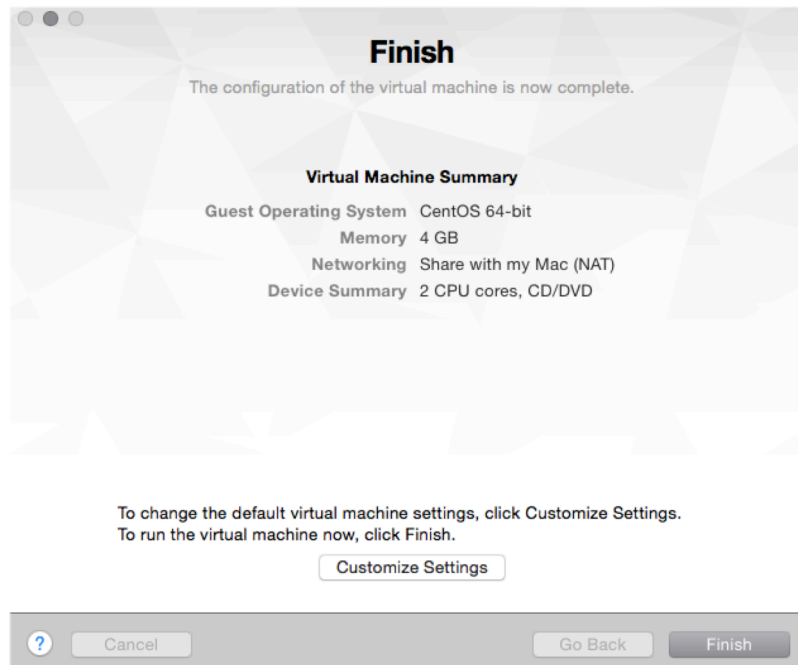 Finish
The configuration of the virtual machine is now complete.
Virtual Machine Summary
Guest Operating System CentOS 64-bit
Memory 4 GB
Networking Share with my Mac (NAT)
Device Summary 2 CPU cores, CD/DVD
To change the default virtual machine settings, click Customize Settings.
To run the virtual machine now, click Finish.
Customize Settings
? Cancel Go Back Finish